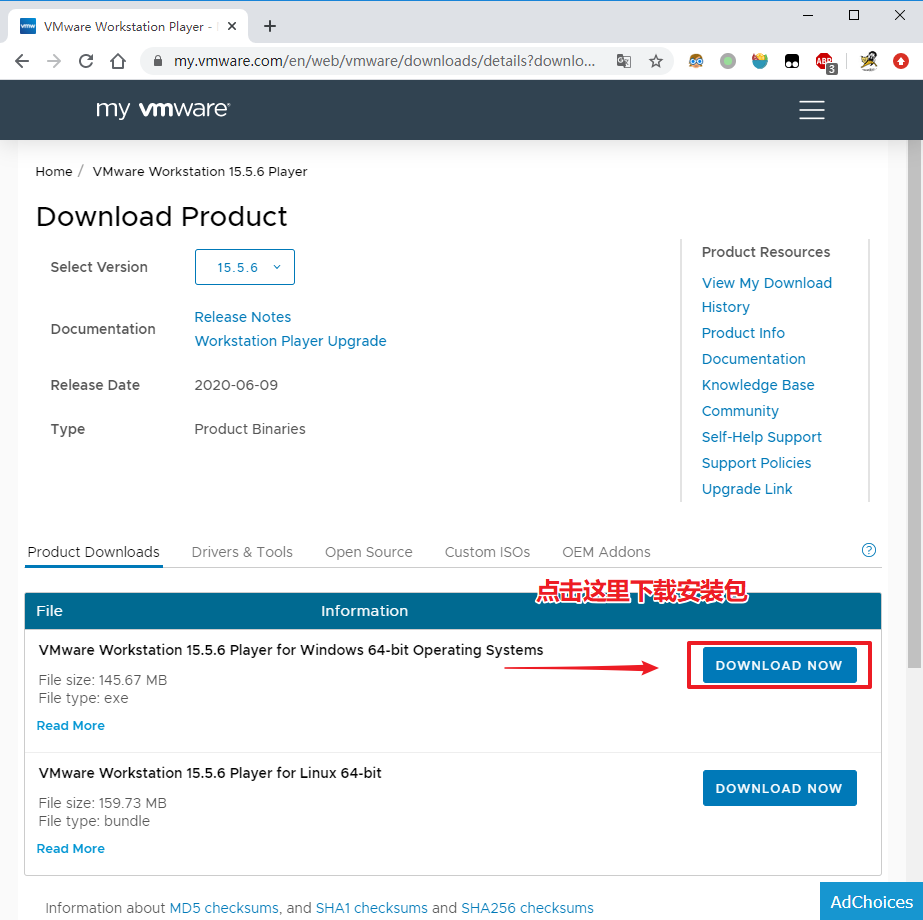 VMware Workstation Player -
my.vmware.com/en/web/vmware/downloads/details?downlo...
ABP
3
my vmware
Home / VMware Workstation 15.5.6 Player
Download Product
Select Version
15.5.6
Documentation
Release Notes
Workstation Player Upgrade
Release Date
2020-06-09
Type
Product Binaries
Product Resources
View My Download
History
Product Info
Documentation
Knowledge Base
Community
Self-Help Support
Support Policies
Upgrade Link
Product Downloads Drivers & Tools Open Source Custom ISOs OEM Addons
点击这里下载安装包
File Information
VMware Workstation 15.5.6 Player for Windows 64-bit Operating Systems
File size: 145.67 MB
File type: exe
Read More
DOWNLOAD NOW
VMware Workstation 15.5.6 Player for Linux 64-bit
File size: 159.73 MB
File type: bundle
Read More
DOWNLOAD NOW
Information about MD5 checksums, and SHA1 checksums and SHA256 checksums
AdChoices